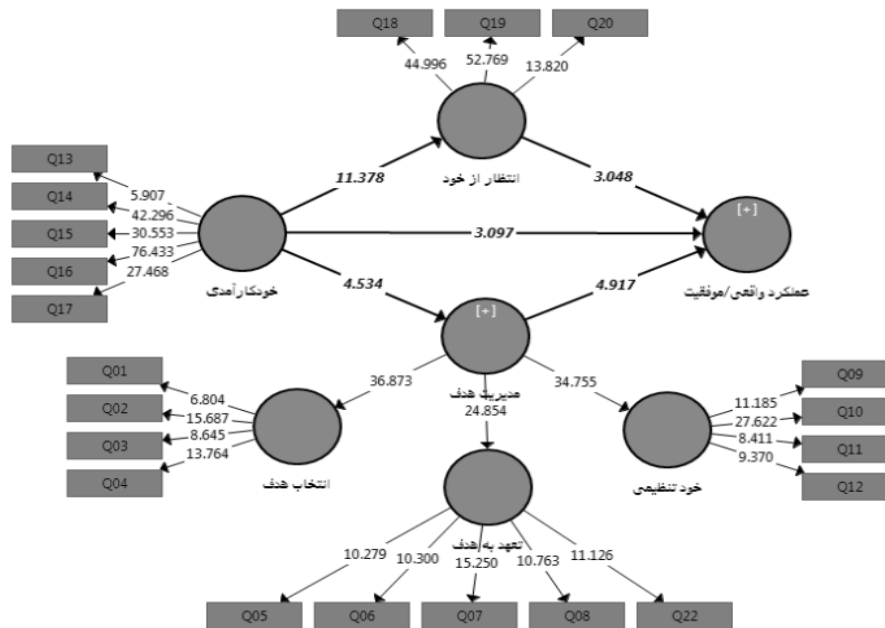 Q18 Q19 Q20
44.996 52.769 13.820
انتظار از خود
Q13
Q14
Q15
Q16
Q17
5.907
42.296
30.553
76.433
27.468
خودکارآمدی
11.378
3.048
3.097
4.534
4.917
[+]
عملکرد واقعی/موفقیت
[+]
مدیریت هدف
36.873
24.854
34.755
Q01
Q02
Q03
Q04
6.804
15.687
8.645
13.764
انتخاب هدف
Q09
Q10
Q11
Q12
11.185
27.622
8.411
9.370
خود تنظیمی
تعهد به هدف
10.279 10.300 15.250 10.763 11.126
Q05 Q06 Q07 Q08 Q22